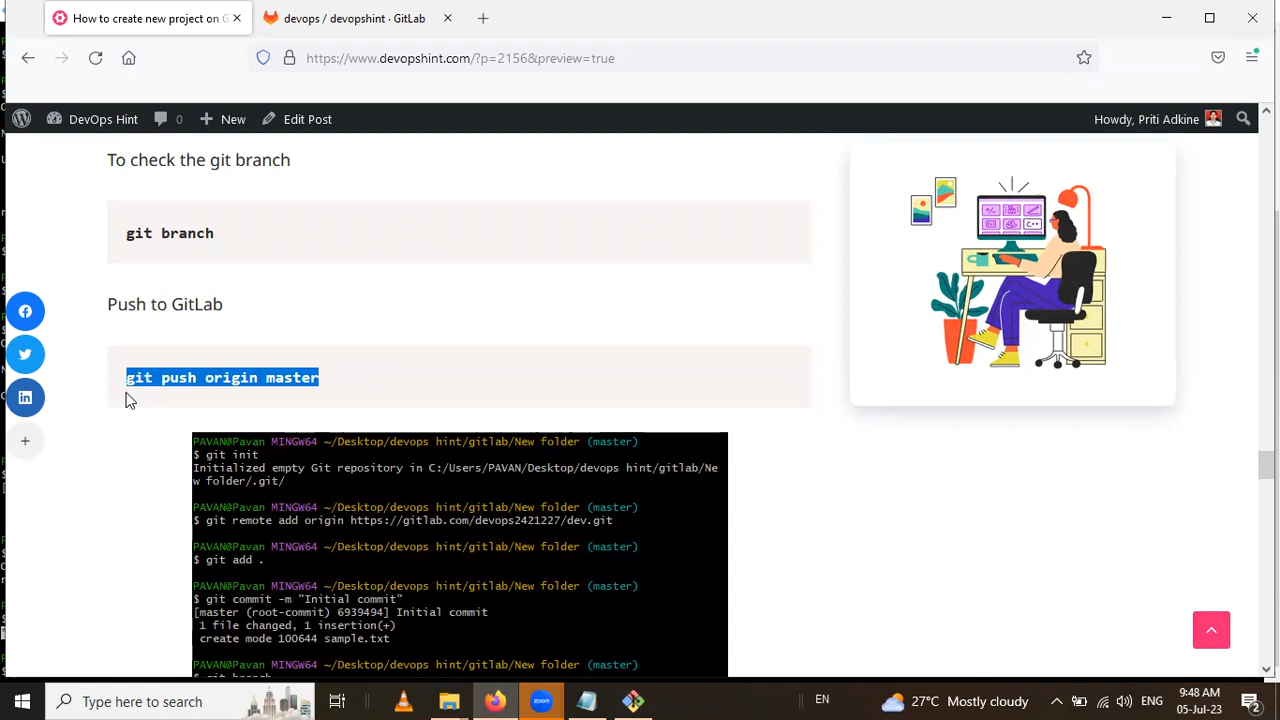 How to create new project on G
devops / devopshint · GitLab
https://www.devopshint.com/?p=2156&preview=true
DevOps Hint
0
New
Edit Post
Howdy, Priti Adkine
To check the git branch
git branch
Push to GitLab
git push origin master
C++
PAVAN@Pavan MINGW64 ~/Desktop/devops hint/gitlab/New folder (master)
$ git init
Initialized empty Git repository in C:/Users/PAVAN/Desktop/devops hint/gitlab/Ne
w folder/.git/
PAVAN@Pavan MINGW64 ~/Desktop/devops hint/gitlab/New folder (master)
$ git remote add origin https://gitlab.com/devops2421227/dev.git
PAVAN@Pavan MINGW64 ~/Desktop/devops hint/gitlab/New folder (master)
$ git add .
PAVAN@Pavan MINGW64 ~/Desktop/devops hint/gitlab/New folder (master)
$ git commit -m "Initial commit"
[master (root-commit) 6939494] Initial commit
1 file changed, 1 insertion(+)
create mode 100644 sample.txt
PAVAN@Pavan MINGW64 ~/Desktop/devops hint/gitlab/New folder (master)
$ git branch
Type here to search
EN
27°C Mostly cloudy
ENG
9:48 AM
05-Jul-23
2